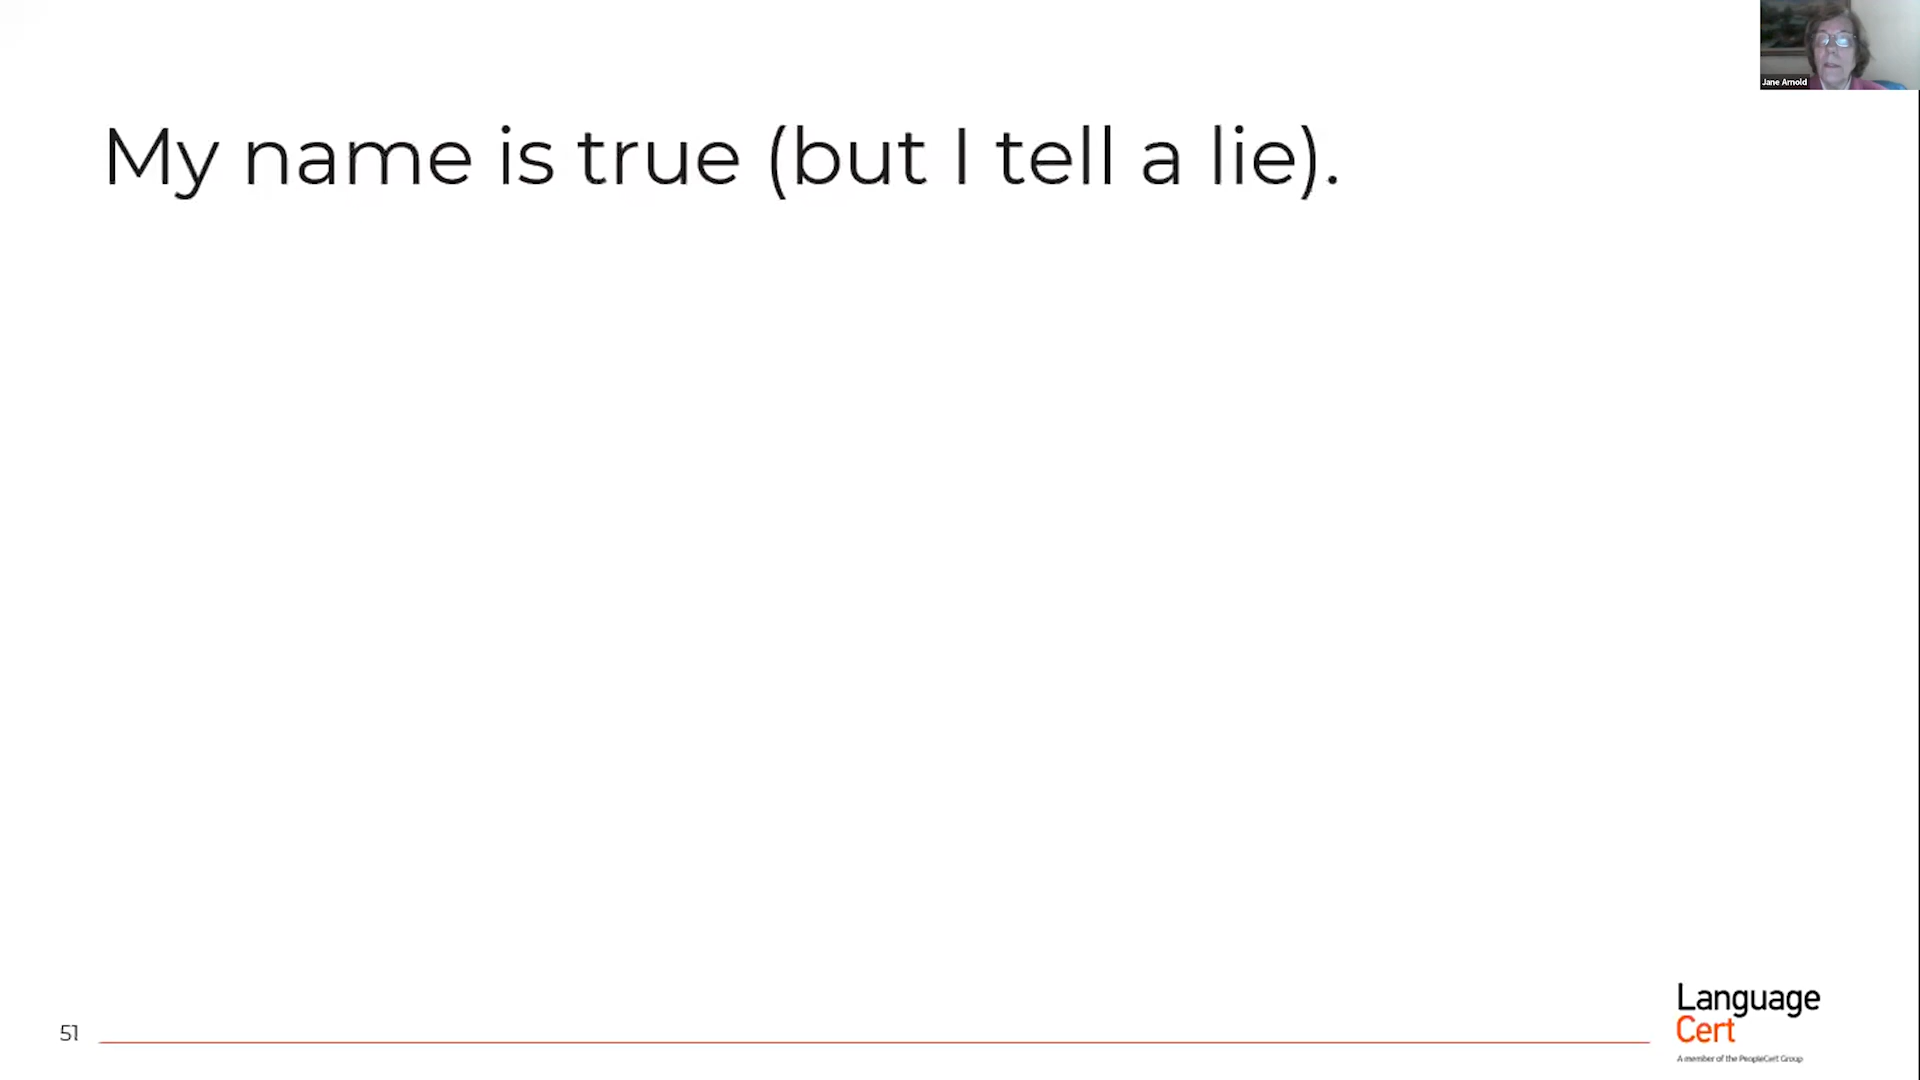 Jane Arnold
My name is true (but I tell a lie).
51
Language
Cert
A member of the PeopleCert Group